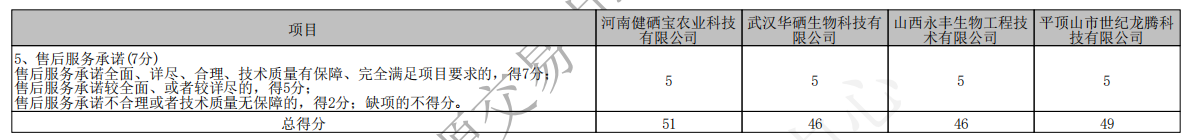 项目
河南健硒宝农业科技
有限公司
武汉华硒生物科技有
限公司
山西永丰生物工程技
术有限公司
平顶山市世纪龙腾科
技有限公司
5、售后服务承诺(7分)
售后服务承诺全面、详尽、合理、技术质量有保障、完全满足项目要求的，得7分；
售后服务承诺较全面、或者较详尽的，得5分；
售后服务承诺不合理或者技术质量无保障的，得2分；缺项的不得分。
5
5
5
5
总得分
51
46
46
49
源交易中心